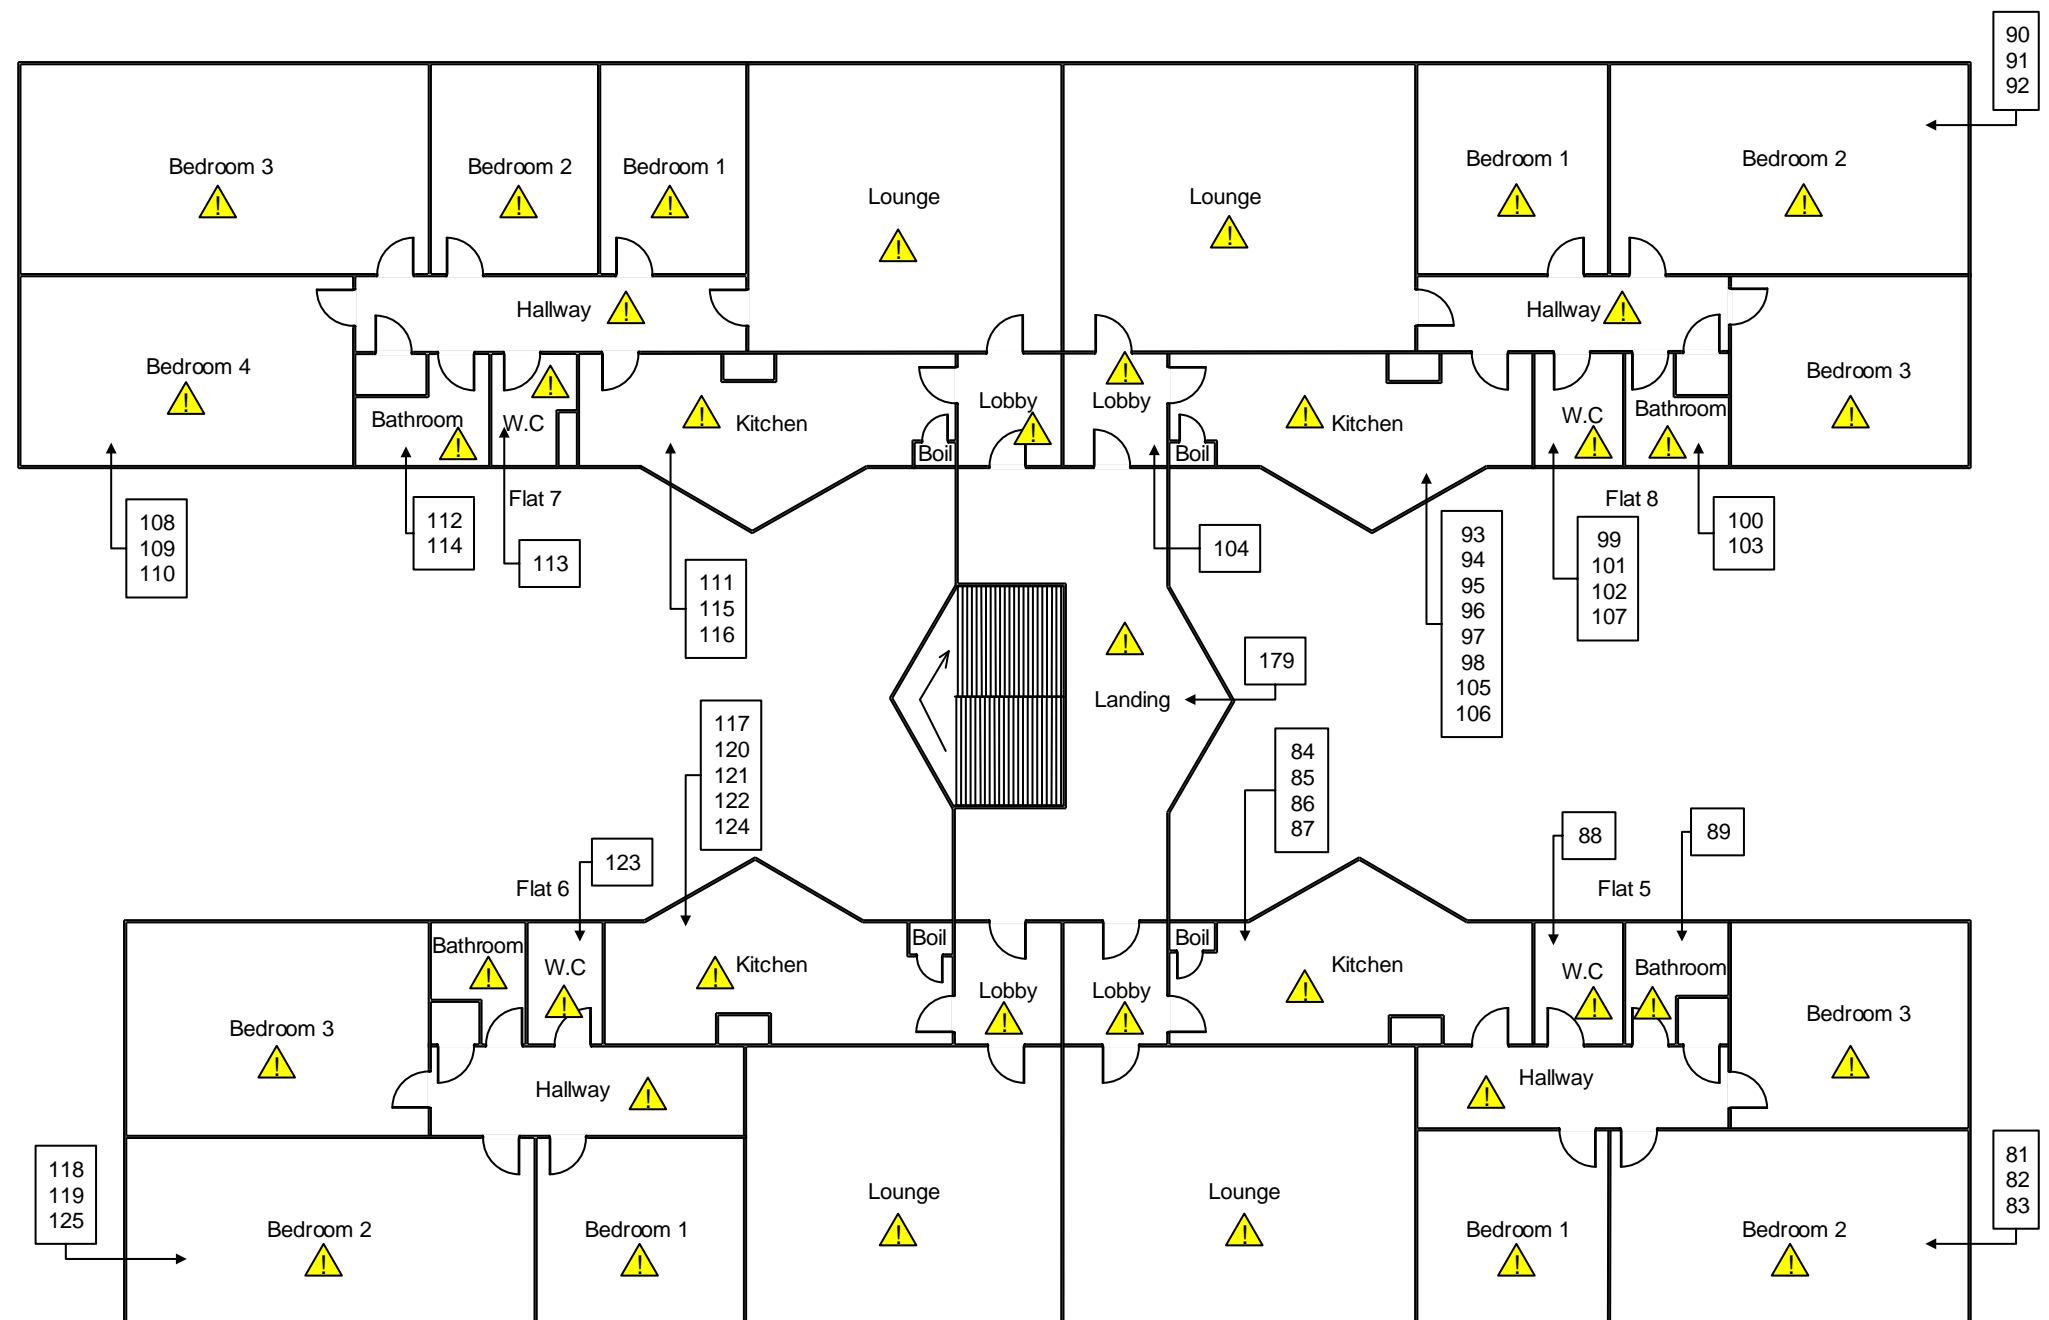 90
91
92
Bedroom 3
Bedroom 2
Bedroom 1
Lounge
Lounge
Bedroom 1
Bedroom 2
Hallway
Hallway
Bedroom 4
Bathroom
W.C
Kitchen
Boil
Lobby
Lobby
Boil
Kitchen
W.C
Bathroom
Bedroom 3
Flat 7
Flat 8
108
109
110
112
114
113
111
115
116
104
93
94
95
96
97
98
105
106
99
101
102
107
100
103
179
Landing
117
120
121
122
124
84
85
86
87
88
89
123
Flat 6
Flat 5
Bathroom
W.C
Kitchen
Boil
Lobby
Lobby
Boil
Kitchen
W.C
Bathroom
Bedroom 3
Bedroom 3
Hallway
Hallway
118
119
125
Bedroom 2
Bedroom 1
Lounge
Lounge
Bedroom 1
Bedroom 2
81
82
83